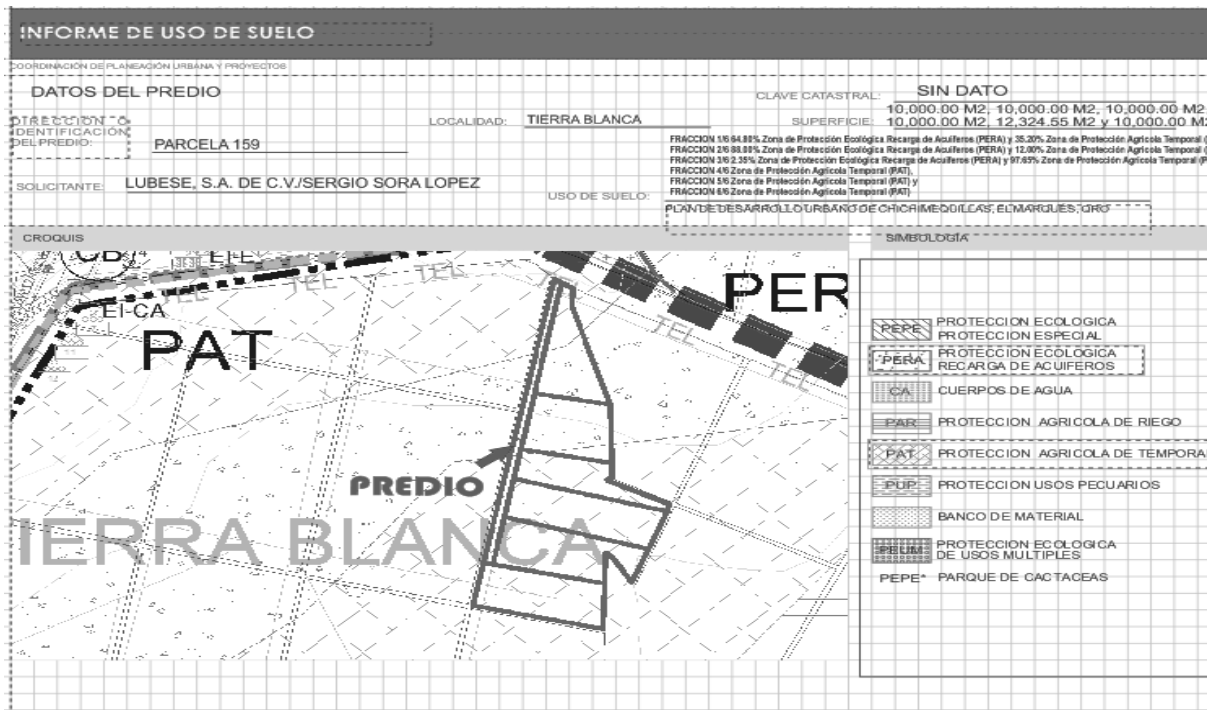 INFORME DE USO DE SUELO
COORDINACIÓN DE PLANEACIÓN URBANA Y PROYECTOS
DATOS DEL PREDIO
CLAVE CATASTRAL: SIN DATO
DIRECCIÓN O
IDENTIFICACIÓN
DEL PREDIO: PARCELA 159
LOCALIDAD: TIERRA BLANCA
SUPERFICIE: 10,000.00 M2, 10,000.00 M2, 10,000.00 M2
10,000.00 M2, 12,324.55 M2 y 10,000.00 M2
SOLICITANTE: LUBESE, S.A. DE C.V./SERGIO SORA LOPEZ
USO DE SUELO:
FRACCION 1/6 64.80% Zona de Protección Ecológica Recarga de Acuíferos (PERA) y 35.20% Zona de Protección Agrícola Temporal (
FRACCION 2/6 88.00% Zona de Protección Ecológica Recarga de Acuíferos (PERA) y 12.00% Zona de Protección Agrícola Temporal (
FRACCION 3/6 2.35% Zona de Protección Ecológica Recarga de Acuíferos (PERA) y 97.65% Zona de Protección Agrícola Temporal (P
FRACCION 4/6 Zona de Protección Agrícola Temporal (PAT),
FRACCION 5/6 Zona de Protección Agrícola Temporal (PAT) y
FRACCION 6/6 Zona de Protección Agrícola Temporal (PAT)
PLAN DE DESARROLLO URBANO DE CHICHIMEQUILLAS, EL MARQUES, QRO
CROQUIS
SIMBOLOGÍA
CB
EI-E
TEL
TEL
TEL
TEL
EI-CA
PAT
PER
TEL
TEL
PREDIO
IERRA BLANCA
PEPE PROTECCION ECOLOGICA
PROTECCION ESPECIAL
PERA PROTECCION ECOLOGICA
RECARGA DE ACUIFEROS
CA CUERPOS DE AGUA
PAR PROTECCION AGRICOLA DE RIEGO
PAT PROTECCION AGRICOLA DE TEMPORAL
PUP PROTECCION USOS PECUARIOS
BANCO DE MATERIAL
PEUM PROTECCION ECOLOGICA
DE USOS MULTIPLES
PEPE* PARQUE DE CACTACEAS